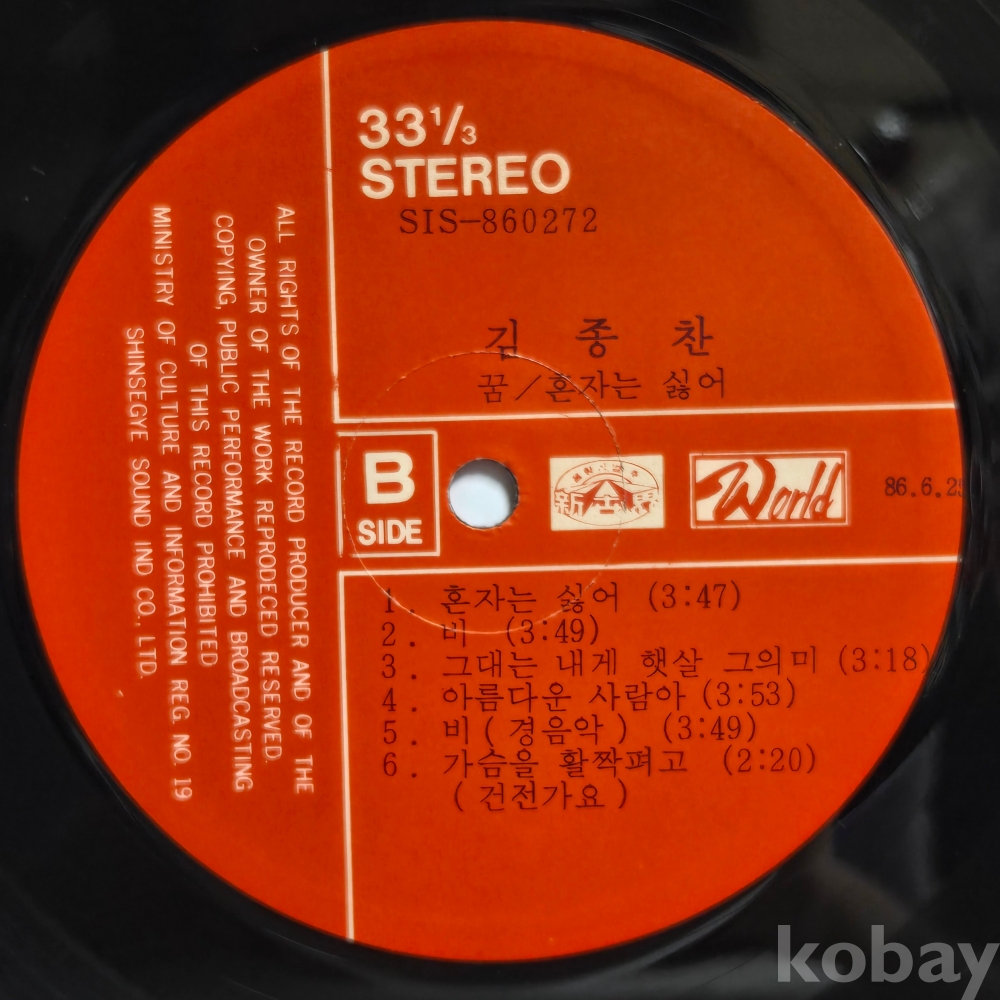 33 1/3
STEREO
SIS-860272
김 종 찬
꿈/혼자는 싫어
B
SIDE
新世界
World
86.6.25
1. 혼자는 싫어 (3:47)
2. 비 (3:49)
3. 그대는 내게 햇살 그의미 (3:18)
4. 아름다운 사람아 (3:53)
5. 비(경음악) (3:49)
6. 가슴을 활짝펴고 (2:20)
(건전가요)
ALL RIGHTS OF THE RECORD PRODUCER AND OF THE
OWNER OF THE WORK REPRODECED RESERVED.
COPYING, PUBLIC PERFORMANCE AND BROADCASTING
OF THIS RECORD PROHIBITED
MINISTRY OF CULTURE AND INFORMATION REG NO. 19
SHINSEGYE SOUND IND CO., LTD.
kobay